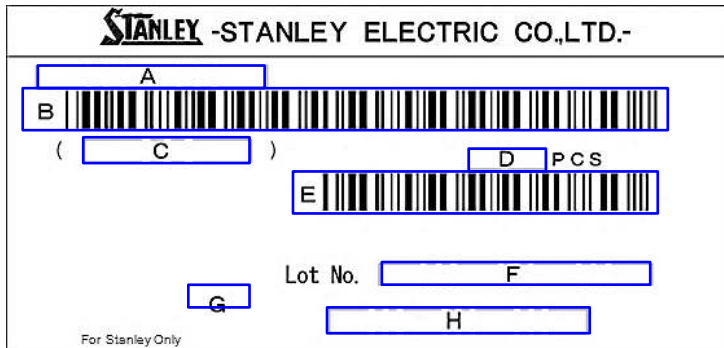 STANLEY -STANLEY ELECTRIC CO.,LTD.-
A
B
( C )
D PCS
E
Lot No. F
G
H
For Stanley Only